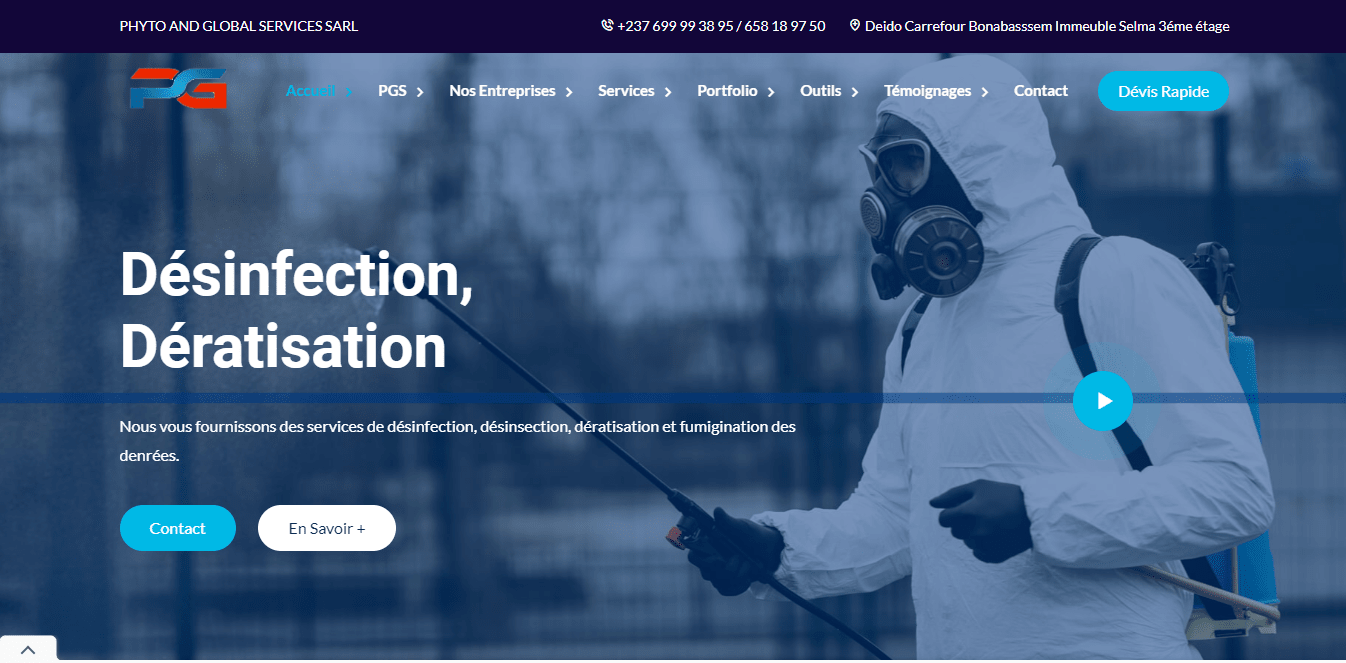 PHYTO AND GLOBAL SERVICES SARL
+237 699 99 38 95 / 658 18 97 50
Deido Carrefour Bonabasssem Immeuble Selma 3éme étage
PG
Accueil
PGS
Nos Entreprises
Services
Portfolio
Outils
Témoignages
Contact
Dévis Rapide
Désinfection,
Dératisation
Nous vous fournissons des services de désinfection, désinsection, dératisation et fumigination des
denrées.
Contact
En Savoir +